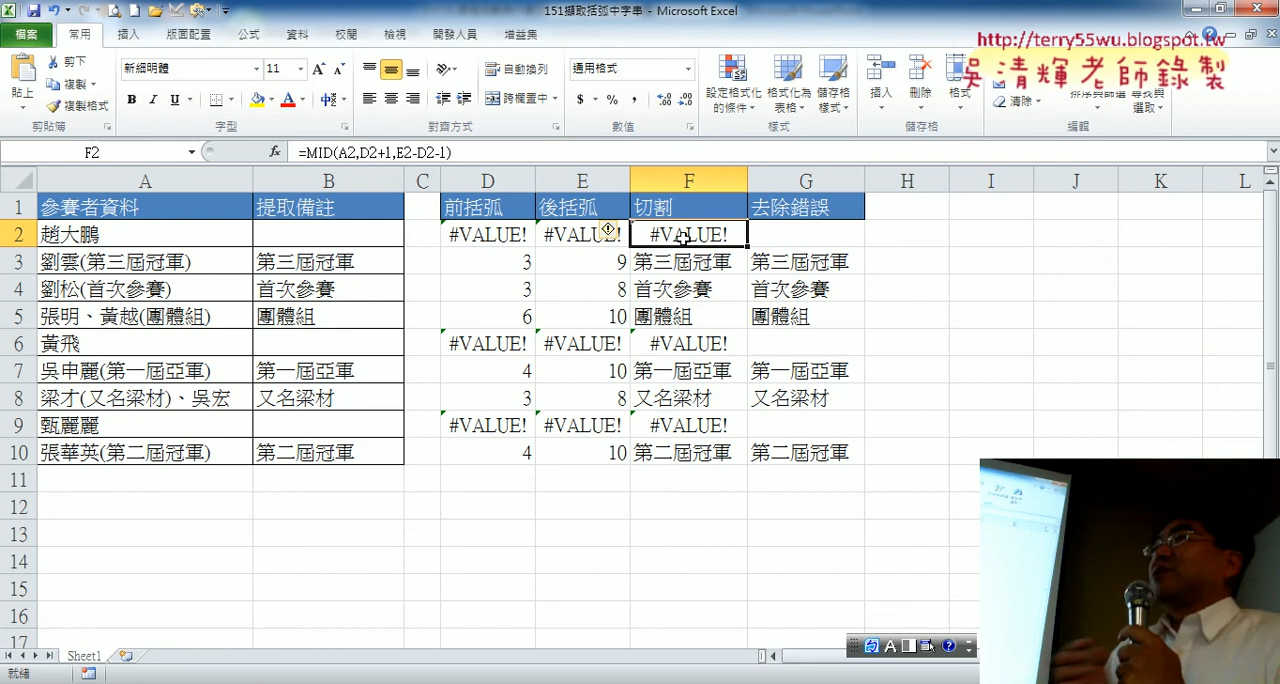 151擷取括弧中字串 - Microsoft Excel
http://terry55wu.blogspot.tw
吳清輝老師錄製
檔案 常用 插入 版面配置 公式 資料 校閱 檢視 開發人員 增益集
貼上 剪下 複製 複製格式 剪貼簿
新細明體 11 字型
自動換列 跨欄置中 對齊方式
通用格式 數值
設定格式化的條件 格式化為表格 儲存格樣式 樣式
插入 刪除 格式 儲存格
清除 編輯
F2 fx =MID(A2,D2+1,E2-D2-1)
A B C D E F G H I J K L
1 參賽者資料 提取備註 前括弧 後括弧 切割 去除錯誤
2 趙大鵬 #VALUE! #VALUE! #VALUE!
3 劉雲(第三屆冠軍) 第三屆冠軍 3 9 第三屆冠軍 第三屆冠軍
4 劉松(首次參賽) 首次參賽 3 8 首次參賽 首次參賽
5 張明、黃越(團體組) 團體組 6 10 團體組 團體組
6 黃飛 #VALUE! #VALUE! #VALUE!
7 吳申麗(第一屆亞軍) 第一屆亞軍 4 10 第一屆亞軍 第一屆亞軍
8 梁才(又名梁材)、吳宏 又名梁材 3 8 又名梁材 又名梁材
9 甄麗麗 #VALUE! #VALUE! #VALUE!
10 張華英(第二屆冠軍) 第二屆冠軍 4 10 第二屆冠軍 第二屆冠軍
11
12
13
14
15
16
17
Sheet1
就緒